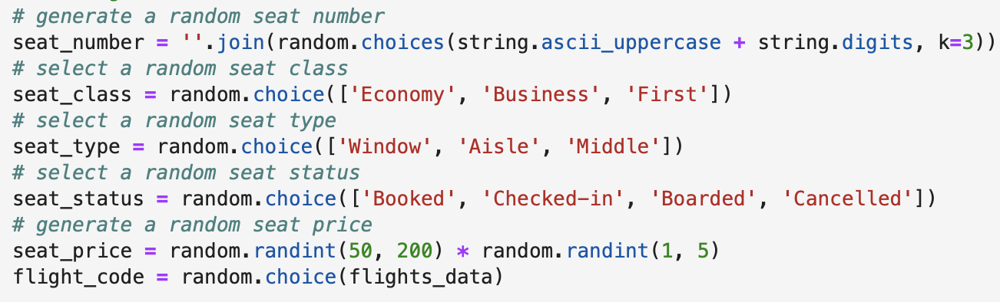 # generate a random seat number
seat_number = ''.join(random.choices(string.ascii_uppercase + string.digits, k=3))
# select a random seat class
seat_class = random.choice(['Economy', 'Business', 'First'])
# select a random seat type
seat_type = random.choice(['Window', 'Aisle', 'Middle'])
# select a random seat status
seat_status = random.choice(['Booked', 'Checked-in', 'Boarded', 'Cancelled'])
# generate a random seat price
seat_price = random.randint(50, 200) * random.randint(1, 5)
flight_code = random.choice(flights_data)